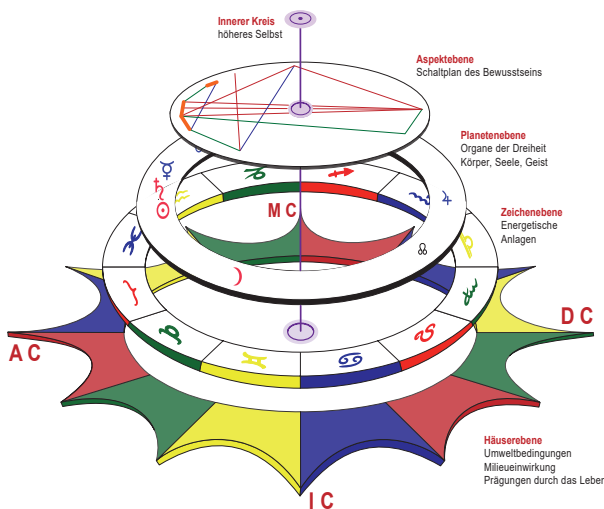 Innerer Kreis
höheres Selbst
Aspektebene
Schaltplan des Bewusstseins
Planetenebene
Organe der Dreiheit
Körper, Seele, Geist
M C
Zeichenebene
Energetische
Anlagen
A C
D C
Häuserebene
Umweltbedingungen
Milieueinwirkung
Prägungen durch das Leber
I C